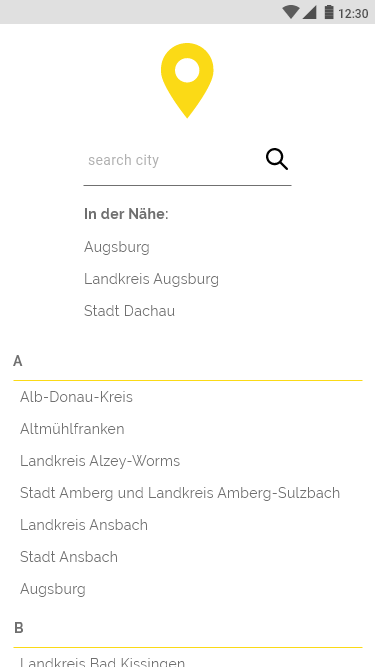 12:30
search city
In der Nähe:
Augsburg
Landkreis Augsburg
Stadt Dachau
A
Alb-Donau-Kreis
Altmühlfranken
Landkreis Alzey-Worms
Stadt Amberg und Landkreis Amberg-Sulzbach
Landkreis Ansbach
Stadt Ansbach
Augsburg
B
Landkreis Bad Kissingen